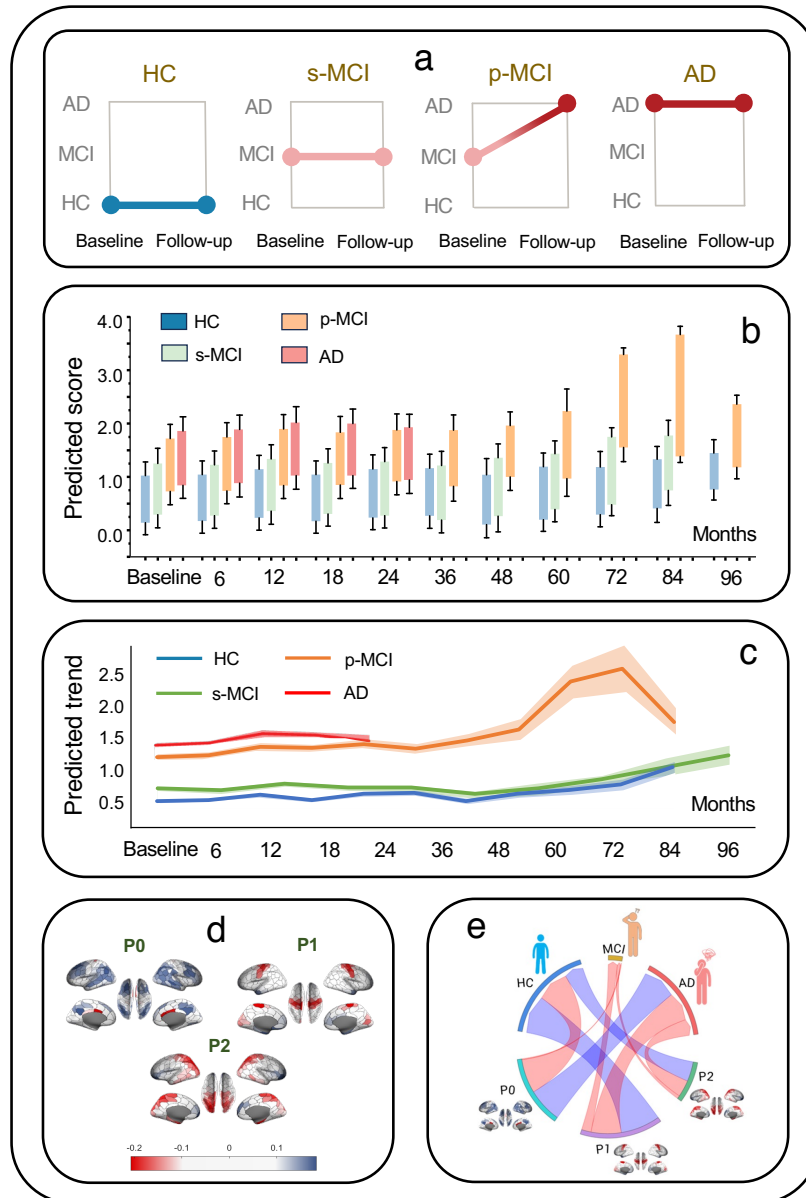 a
HC s-MCI p-MCI AD
AD AD AD AD
MCI MCI MCI MCI
HC HC HC HC
Baseline Follow-up Baseline Follow-up Baseline Follow-up Baseline Follow-up
b
Predicted score
4.0
3.0
2.0
1.0
0.0
HC p-MCI
s-MCI AD
Months
Baseline 6 12 18 24 36 48 60 72 84 96
c
Predicted trend
2.5
2.0
1.5
1.0
0.5
HC p-MCI
s-MCI AD
Months
Baseline 6 12 18 24 36 48 60 72 84 96
d
P0 P1
P2
-0.2 -0.1 0 0.1
e
MCI
HC AD
P0 P2
P1